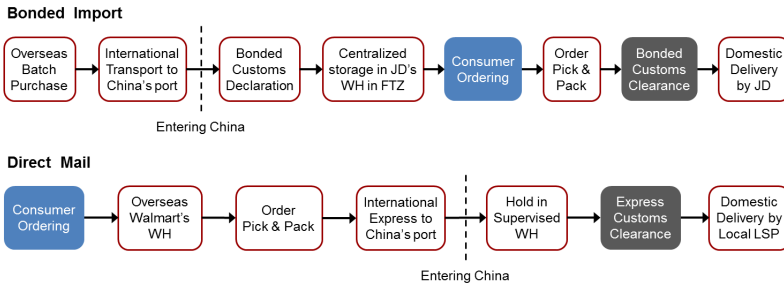 Bonded Import
Overseas
Batch
Purchase
International
Transport to
China's port
Bonded
Customs
Declaration
Centralized
storage in JD's
WH in FTZ
Consumer
Ordering
Order
Pick &
Pack
Bonded
Customs
Clearance
Domestic
Delivery
by JD
Entering China
Direct Mail
Consumer
Ordering
Overseas
Walmart's
WH
Order
Pick & Pack
International
Express to
China's port
Hold in
Supervised
WH
Express
Customs
Clearance
Domestic
Delivery by
Local LSP
Entering China